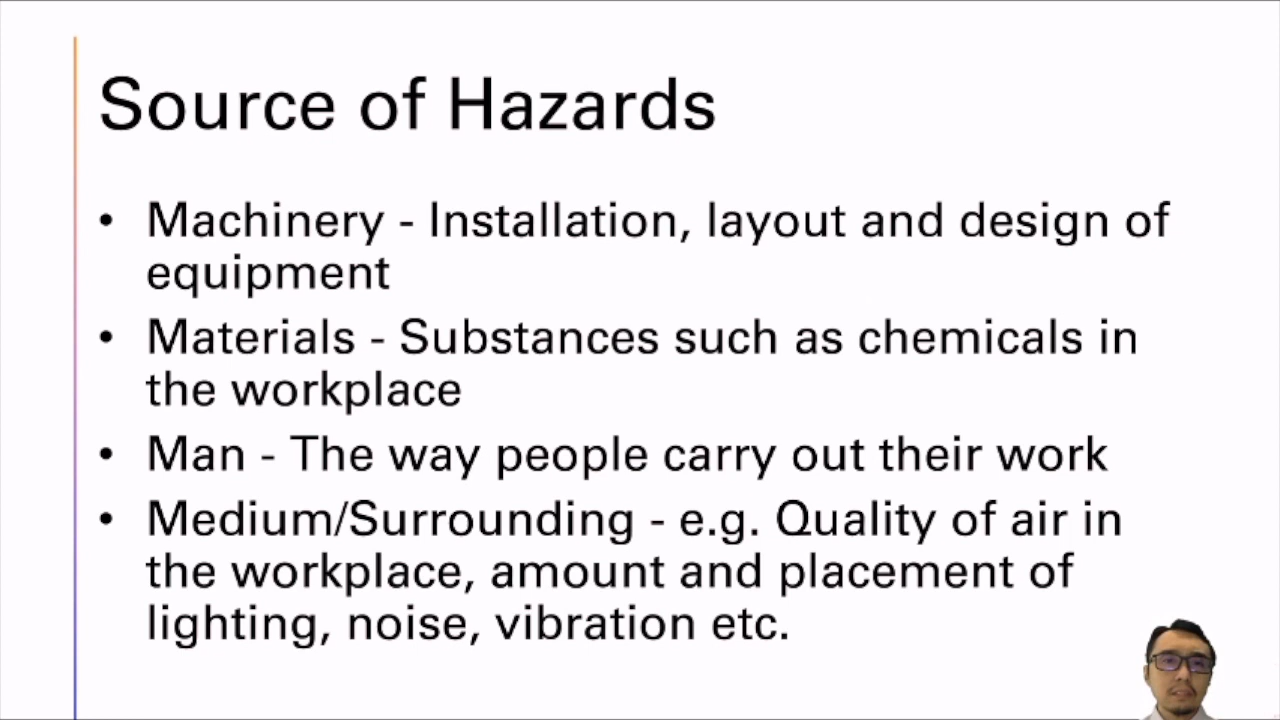 Source of Hazards
• Machinery - Installation, layout and design of
equipment
• Materials - Substances such as chemicals in
the workplace
• Man - The way people carry out their work
• Medium/Surrounding - e.g. Quality of air in
the workplace, amount and placement of
lighting, noise, vibration etc.